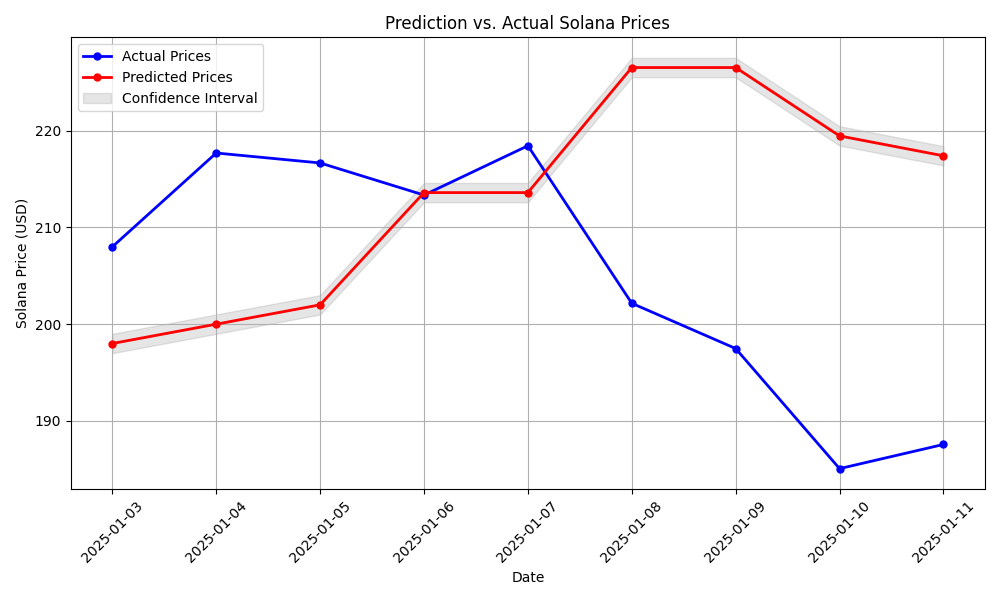 Prediction vs. Actual Solana Prices
Actual Prices
Predicted Prices
Confidence Interval
220
210
200
190
Solana Price (USD)
2025-01-03
2025-01-04
2025-01-05
2025-01-06
2025-01-07
2025-01-08
2025-01-09
2025-01-10
2025-01-11
Date